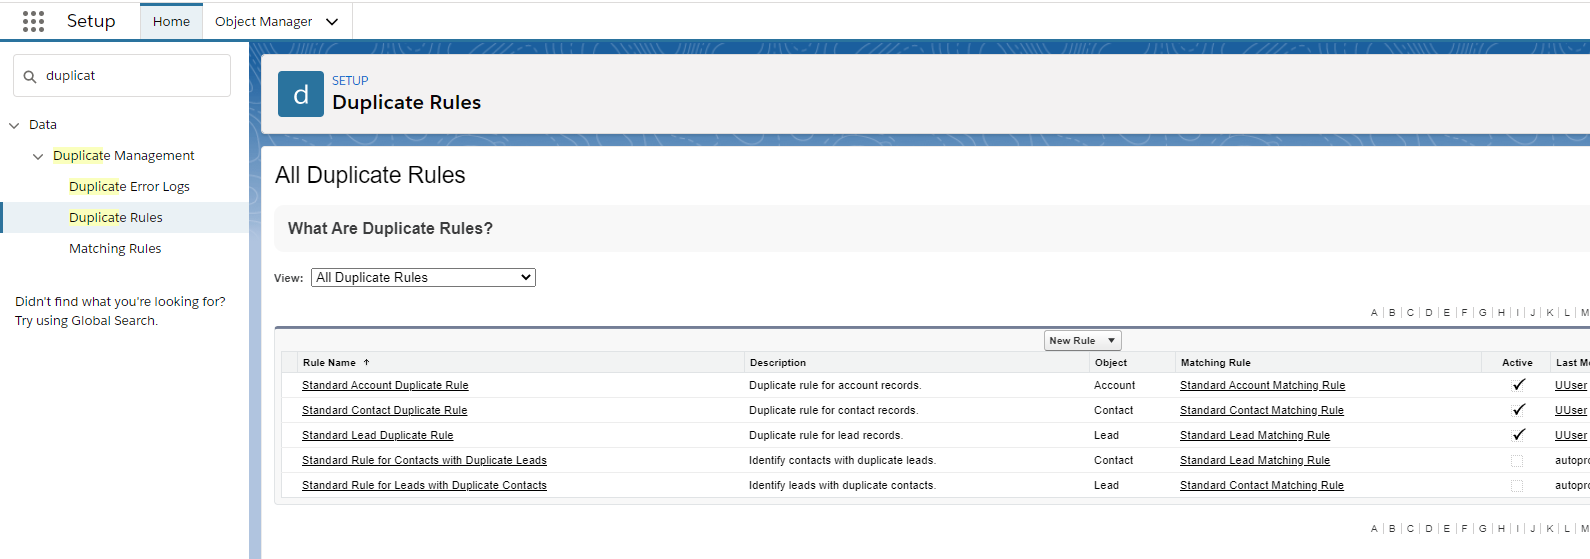 Setup Home Object Manager
duplicat
Data
Duplicate Management
Duplicate Error Logs
Duplicate Rules
Matching Rules
Didn't find what you're looking for?
Try using Global Search.
d
SETUP
Duplicate Rules
All Duplicate Rules
What Are Duplicate Rules?
View: All Duplicate Rules
A | B | C | D | E | F | G | H | I | J | K | L | M
New Rule
Rule Name ↑ Description Object Matching Rule Active Last Mo
Standard Account Duplicate Rule Duplicate rule for account records. Account Standard Account Matching Rule UUser
Standard Contact Duplicate Rule Duplicate rule for contact records. Contact Standard Contact Matching Rule UUser
Standard Lead Duplicate Rule Duplicate rule for lead records. Lead Standard Lead Matching Rule UUser
Standard Rule for Contacts with Duplicate Leads Identify contacts with duplicate leads. Contact Standard Lead Matching Rule autopro
Standard Rule for Leads with Duplicate Contacts Identify leads with duplicate contacts. Lead Standard Contact Matching Rule autopro
A | B | C | D | E | F | G | H | I | J | K | L | M